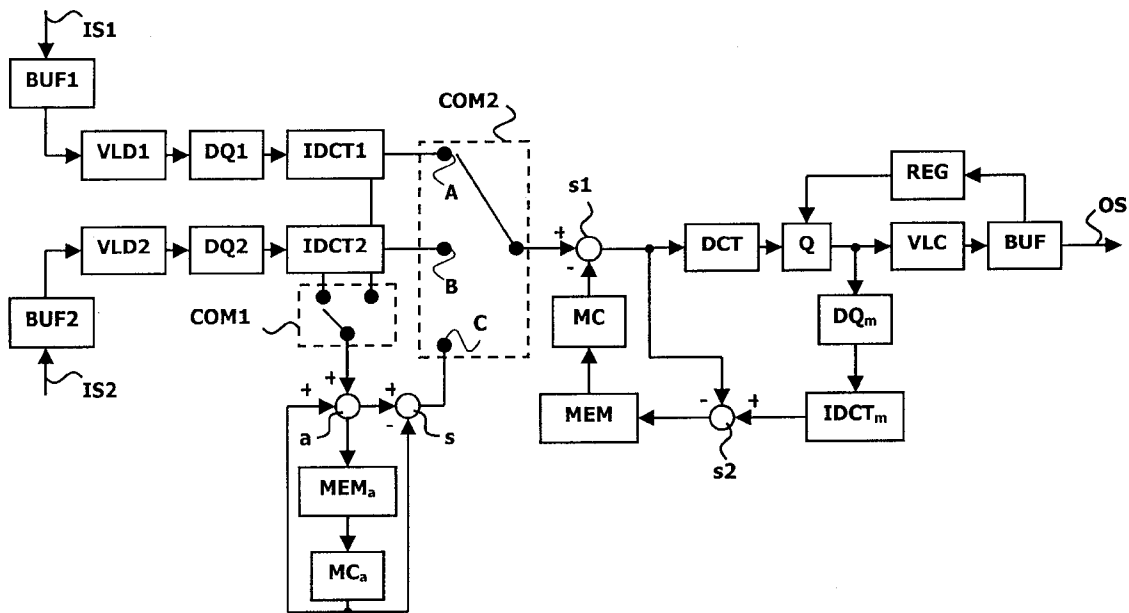 IS1
BUF1
COM2
VLD1
DQ1
IDCT1
A
s1
REG
OS
VLD2
DQ2
IDCT2
B
+
-
DCT
Q
VLC
BUF
BUF2
COM1
C
MC
DQm
IS2
+
+
+
-
a
s
MEM
-
+
s2
IDCTm
MEMa
MCa